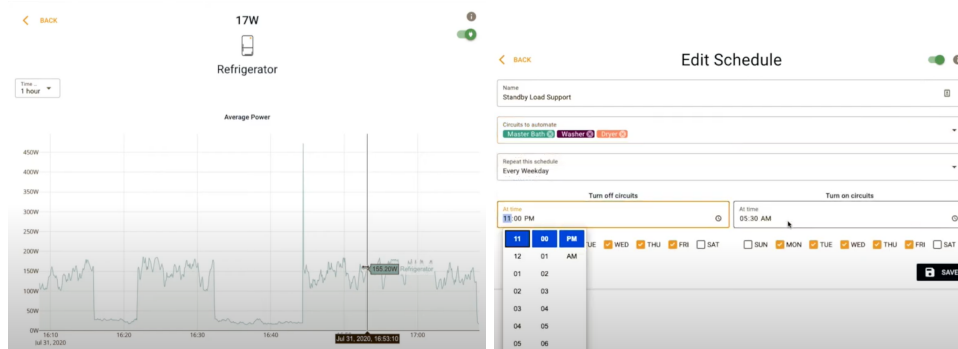 BACK
17W
Refrigerator
Time ...
1 hour
Average Power
450W
400W
350W
300W
250W
200W
150W
100W
50W
0W
195.20W
Refrigerator
16:10
16:20
16:30
16:40
17:00
Jul 31, 2020
Jul 31, 2020, 16:53:10
BACK
Edit Schedule
Name
Standby Load Support
Circuits to automate
Master Bath
Washer
Dryer
Repeat this schedule
Every Weekday
Turn off circuits
Turn on circuits
At time
11:00 PM
At time
05:30 AM
UE WED THU FRI SAT
SUN MON TUE WED THU FRI SAT
11 00 PM
12 01 AM
01 02
02 03
03 04
04 05
05 06
SAVE